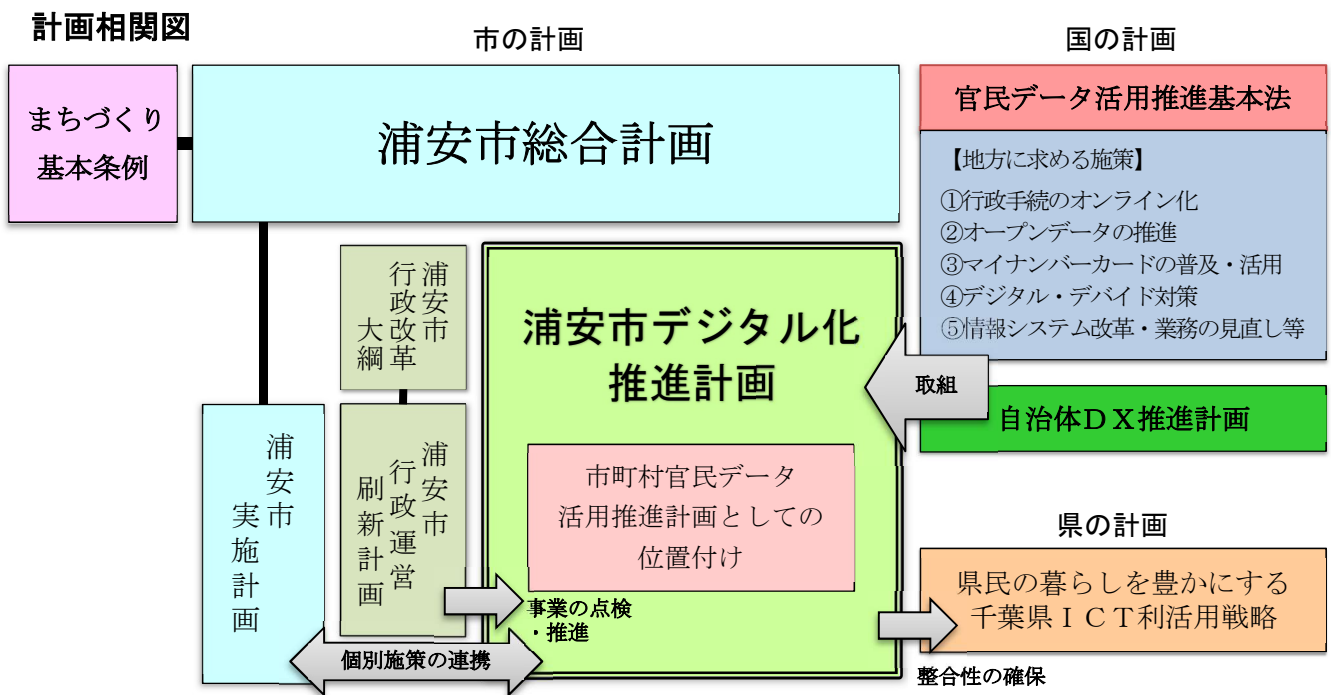 計画相関図
市の計画
国の計画
まちづくり
基本条例
浦安市総合計画
官民データ活用推進基本法
【地方に求める施策】
①行政手続のオンライン化
②オープンデータの推進
③マイナンバーカードの普及・活用
④デジタル・デバイド対策
⑤情報システム改革・業務の見直し等
浦安市
行政改革
大綱
浦安市デジタル化
推進計画
取組
自治体ＤＸ推進計画
浦安市
実施計画
浦安市
行政運営
刷新計画
市町村官民データ
活用推進計画としての
位置付け
事業の点検
・推進
個別施策の連携
県の計画
県民の暮らしを豊かにする
千葉県ＩＣＴ利活用戦略
整合性の確保